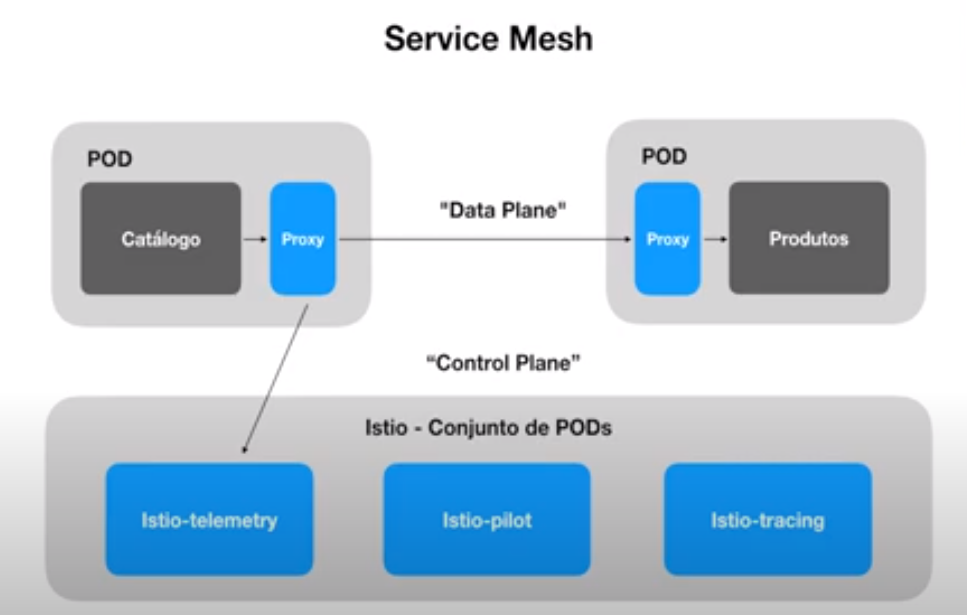 Service Mesh
POD
POD
Catálogo
Proxy
"Data Plane"
Proxy
Produtos
“Control Plane”
Istio - Conjunto de PODs
Istio-telemetry
Istio-pilot
Istio-tracing